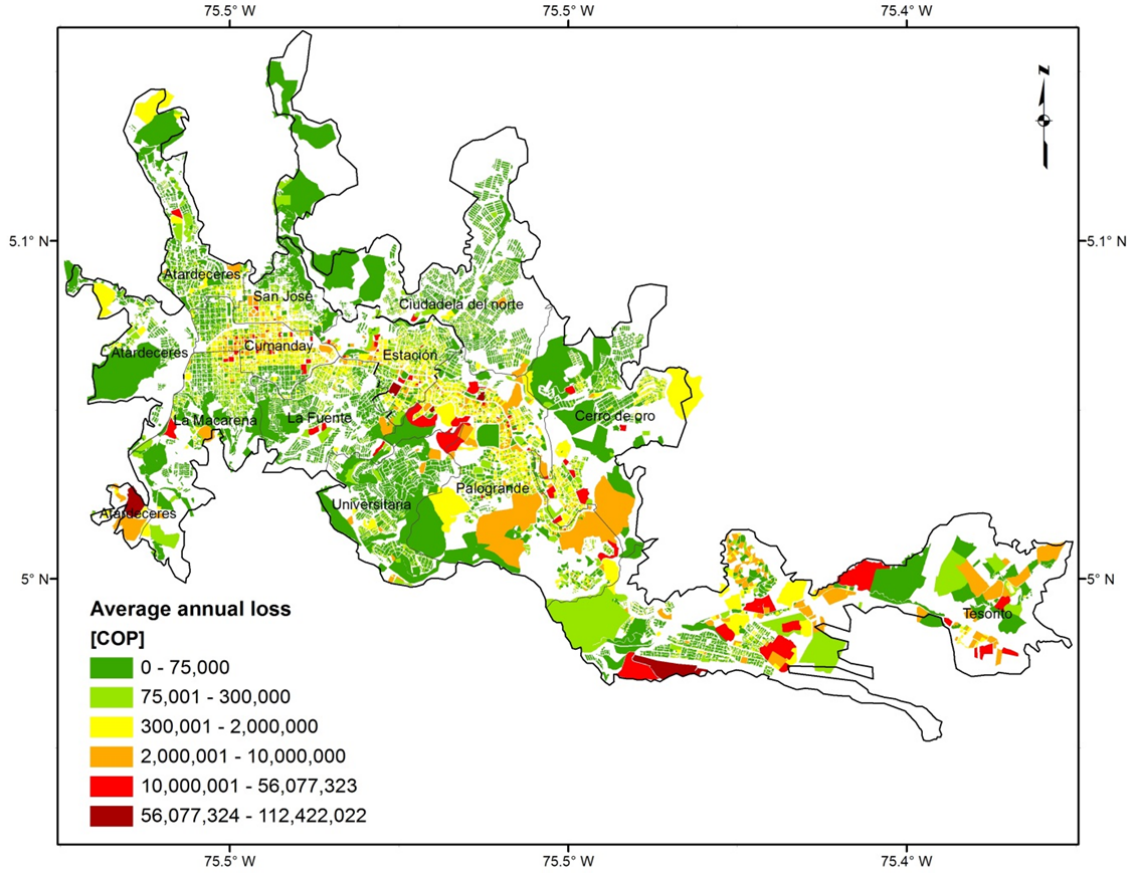 75.5° W 75.5° W 75.4° W
N
5.1° N 5.1° N
Atardeceres
San José
Ciudadela del norte
Cumanday
Atardeceres
Estación
La Macarena
La Fuente
Cerro de oro
Palogrande
Universitaria
Atardeceres
5° N 5° N
Tesorito
Average annual loss
[COP]
0 - 75,000
75,001 - 300,000
300,001 - 2,000,000
2,000,001 - 10,000,000
10,000,001 - 56,077,323
56,077,324 - 112,422,022
75.5° W 75.5° W 75.4° W